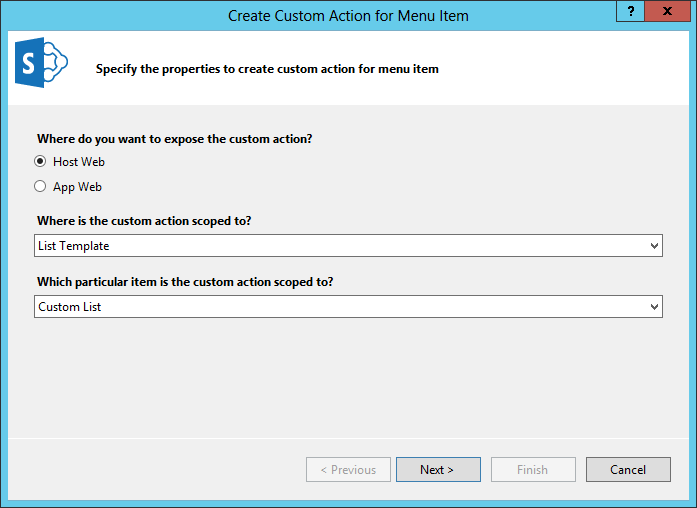 Create Custom Action for Menu Item
?
x
S
Specify the properties to create custom action for menu item
Where do you want to expose the custom action?
Host Web
App Web
Where is the custom action scoped to?
List Template
Which particular item is the custom action scoped to?
Custom List
< Previous
Next >
Finish
Cancel